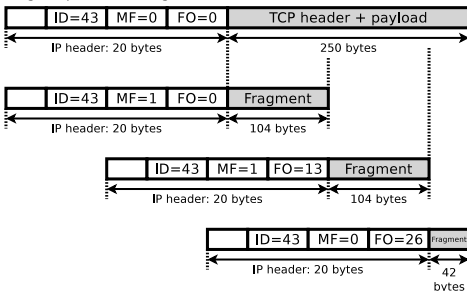 ID=43 MF=0 FO=0 TCP header + payload
IP header: 20 bytes 250 bytes
ID=43 MF=1 FO=0 Fragment
IP header: 20 bytes 104 bytes
ID=43 MF=1 FO=13 Fragment
IP header: 20 bytes 104 bytes
ID=43 MF=0 FO=26 Fragment
IP header: 20 bytes 42
bytes